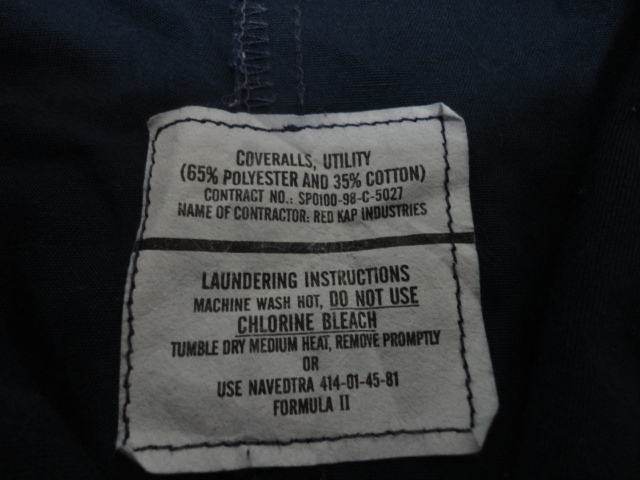 COVERALLS, UTILITY
(65% POLYESTER AND 35% COTTON)
CONTRACT NO.: SPO100-98-C-5027
NAME OF CONTRACTOR: RED KAP INDUSTRIES
LAUNDERING INSTRUCTIONS
MACHINE WASH HOT, DO NOT USE
CHLORINE BLEACH
TUMBLE DRY MEDIUM HEAT, REMOVE PROMPTLY
OR
USE NAVEDTRA 414-01-45-81
FORMULA II